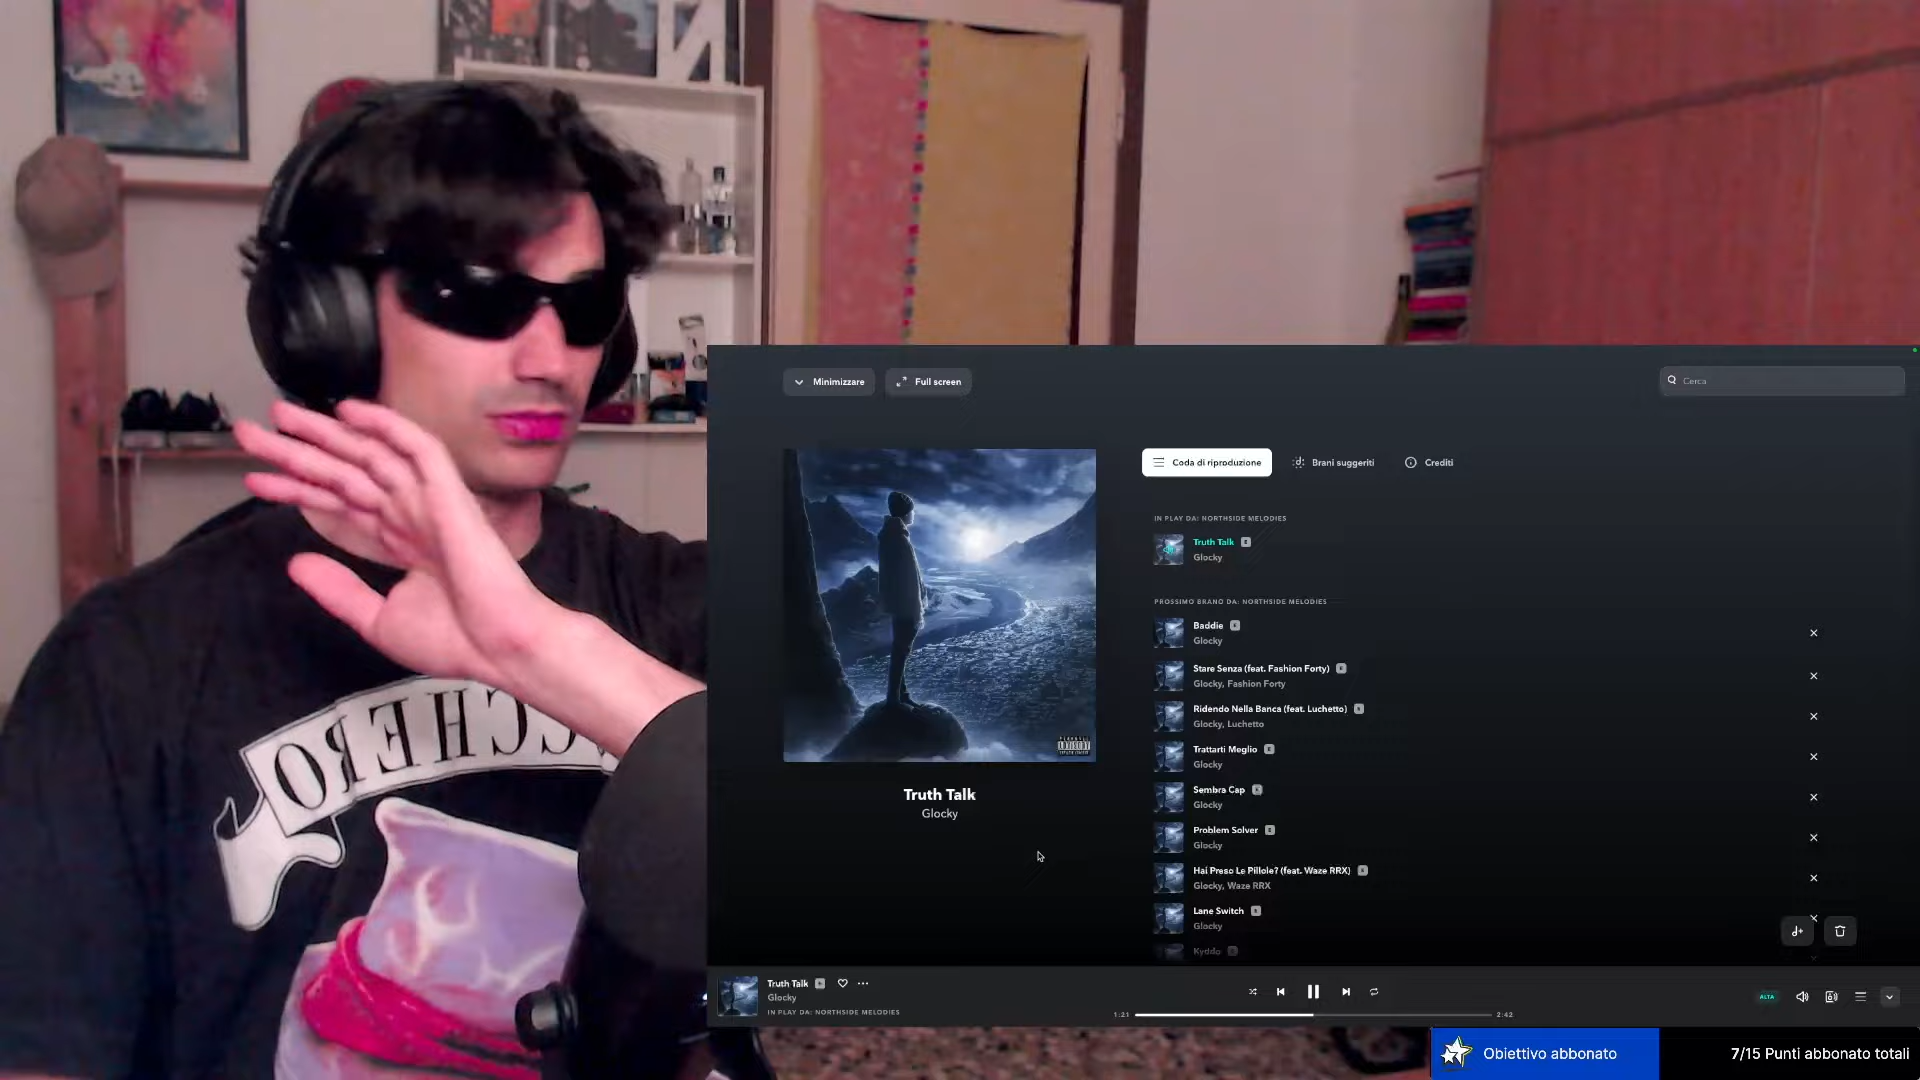 Minimizzare
Full screen
Cerca
Coda di riproduzione
Brani suggeriti
Crediti
IN PLAY DA: NORTHSIDE MELODIES
Truth Talk E
Glocky
PROSSIMO BRANO DA: NORTHSIDE MELODIES
Baddie E
Glocky
Stare Senza (feat. Fashion Forty) E
Glocky, Fashion Forty
Ridendo Nella Banca (feat. Luchetto) E
Glocky, Luchetto
Trattarti Meglio E
Glocky
Sembra Cap E
Glocky
Problem Solver E
Glocky
Hai Preso Le Pillole? (feat. Waze RRX) E
Glocky, Waze RRX
Lane Switch E
Glocky
Kyddo E
Truth Talk
Glocky
ADVISORY
Truth Talk E
Glocky
IN PLAY DA: NORTHSIDE MELODIES
1:21
2:42
ALTA
Obiettivo abbonato
7/15 Punti abbonato totali